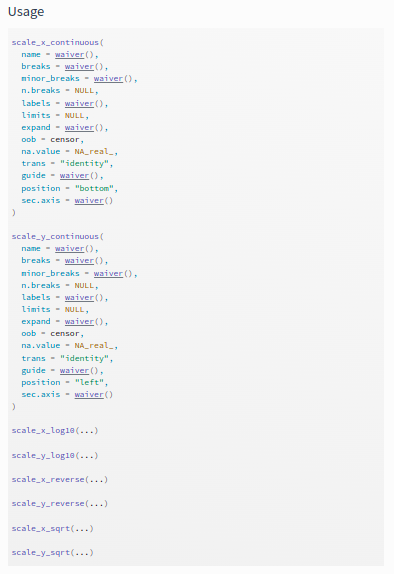 Usage
scale_x_continuous(
  name = waiver(),
  breaks = waiver(),
  minor_breaks = waiver(),
  n.breaks = NULL,
  labels = waiver(),
  limits = NULL,
  expand = waiver(),
  oob = censor,
  na.value = NA_real_,
  trans = "identity",
  guide = waiver(),
  position = "bottom",
  sec.axis = waiver()
)
scale_y_continuous(
  name = waiver(),
  breaks = waiver(),
  minor_breaks = waiver(),
  n.breaks = NULL,
  labels = waiver(),
  limits = NULL,
  expand = waiver(),
  oob = censor,
  na.value = NA_real_,
  trans = "identity",
  guide = waiver(),
  position = "left",
  sec.axis = waiver()
)
scale_x_log10(...)
scale_y_log10(...)
scale_x_reverse(...)
scale_y_reverse(...)
scale_x_sqrt(...)
scale_y_sqrt(...)